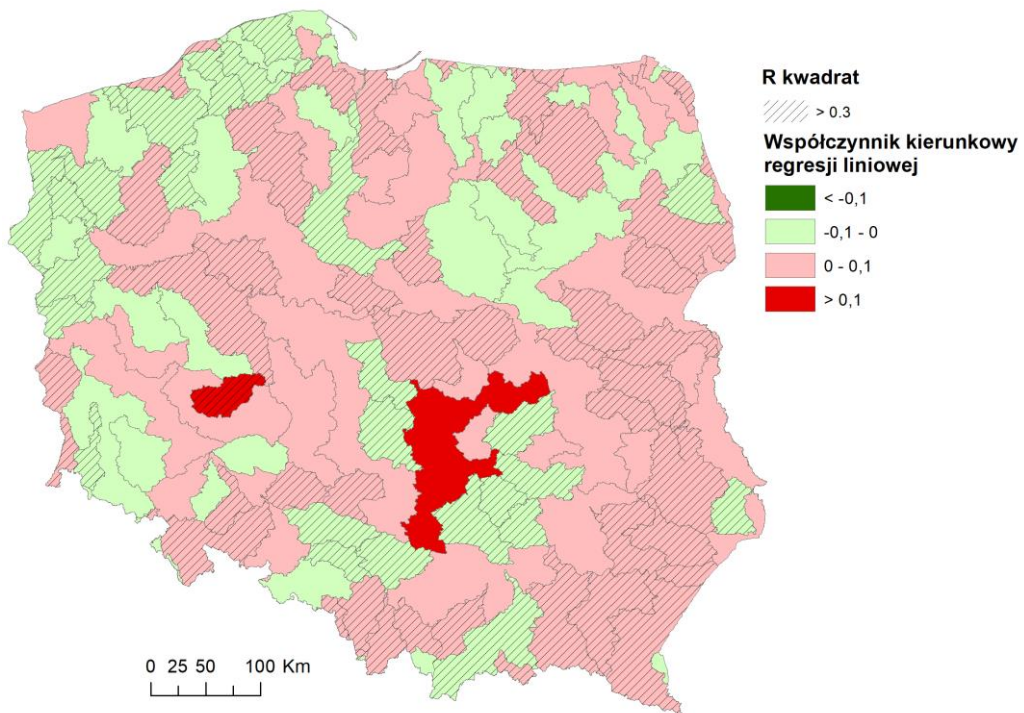 R kwadrat
> 0.3
Współczynnik kierunkowy
regresji liniowej
< -0,1
-0,1 - 0
0 - 0,1
> 0,1
0 25 50 100 Km